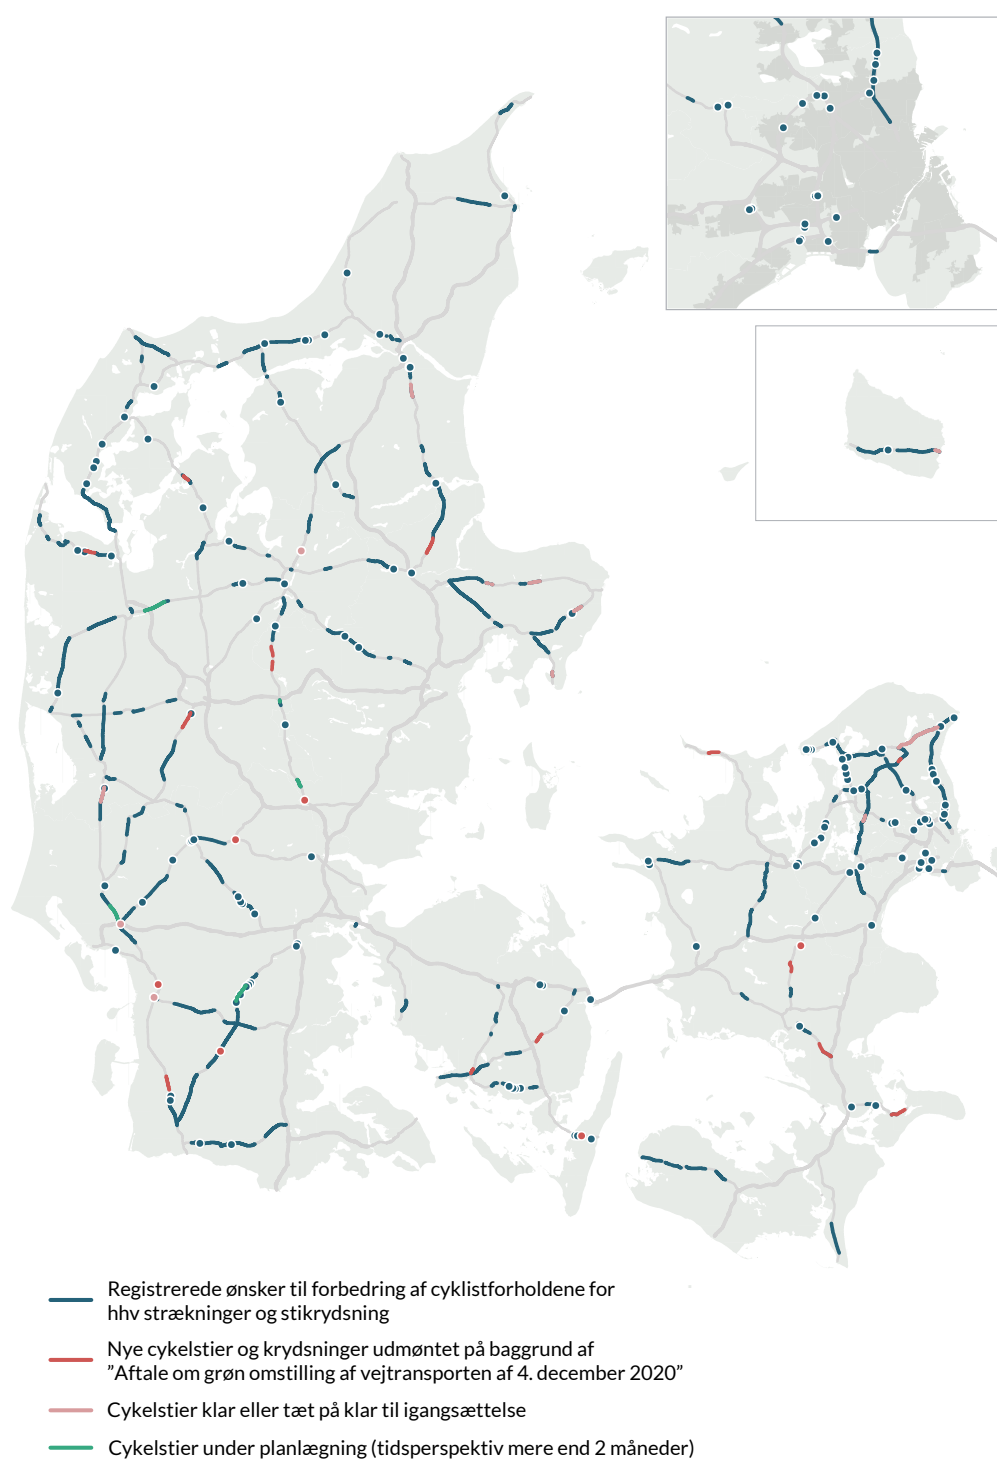 Registrerede ønsker til forbedring af cyklistforholdene for
hhv strækninger og stikrydsning
Nye cykelstier og krydsninger udmøntet på baggrund af
”Aftale om grøn omstilling af vejtransporten af 4. december 2020”
Cykelstier klar eller tæt på klar til igangsættelse
Cykelstier under planlægning (tidsperspektiv mere end 2 måneder)